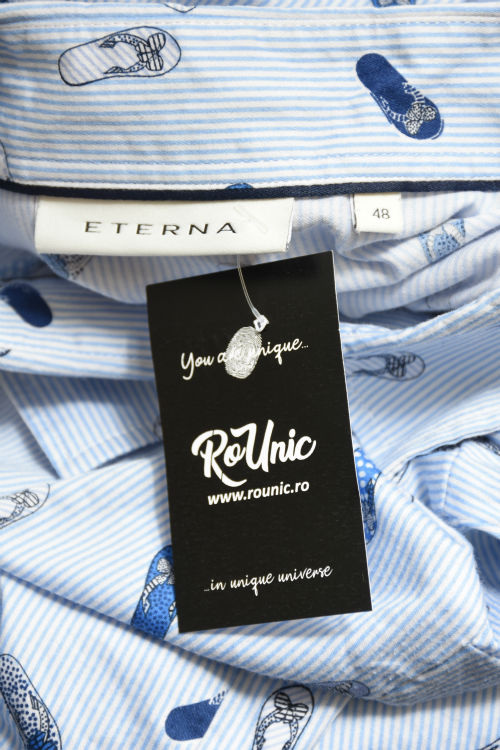 ETERNA
48
You are unique...
RoUnic
www.rounic.ro
...in unique universe